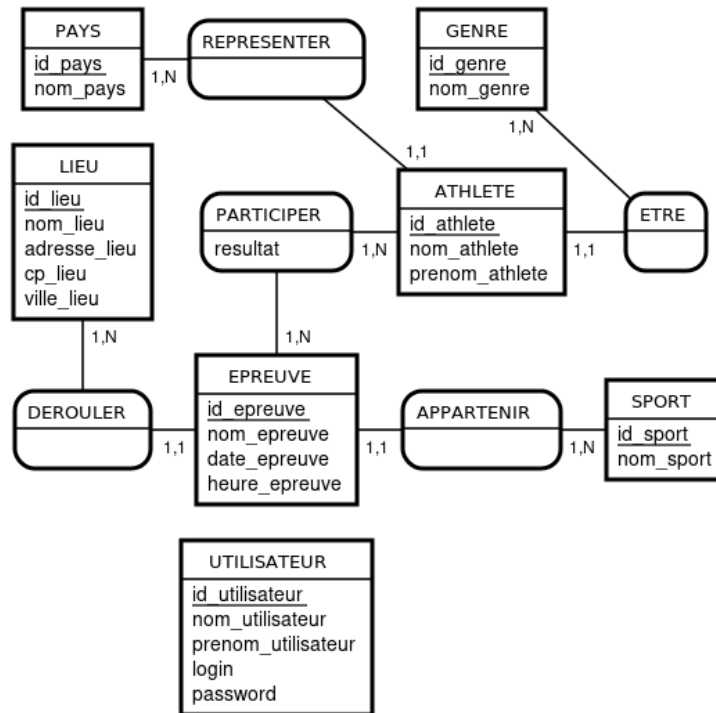 PAYS
id_pays
nom_pays
1,N
REPRESENTER
1,1
GENRE
id_genre
nom_genre
1,N
LIEU
id_lieu
nom_lieu
adresse_lieu
cp_lieu
ville_lieu
1,N
PARTICIPER
resultat
1,N
1,N
ATHLETE
id_athlete
nom_athlete
prenom_athlete
1,1
ETRE
DEROULER
1,1
EPREUVE
id_epreuve
nom_epreuve
date_epreuve
heure_epreuve
1,1
APPARTENIR
1,N
SPORT
id_sport
nom_sport
UTILISATEUR
id_utilisateur
nom_utilisateur
prenom_utilisateur
login
password